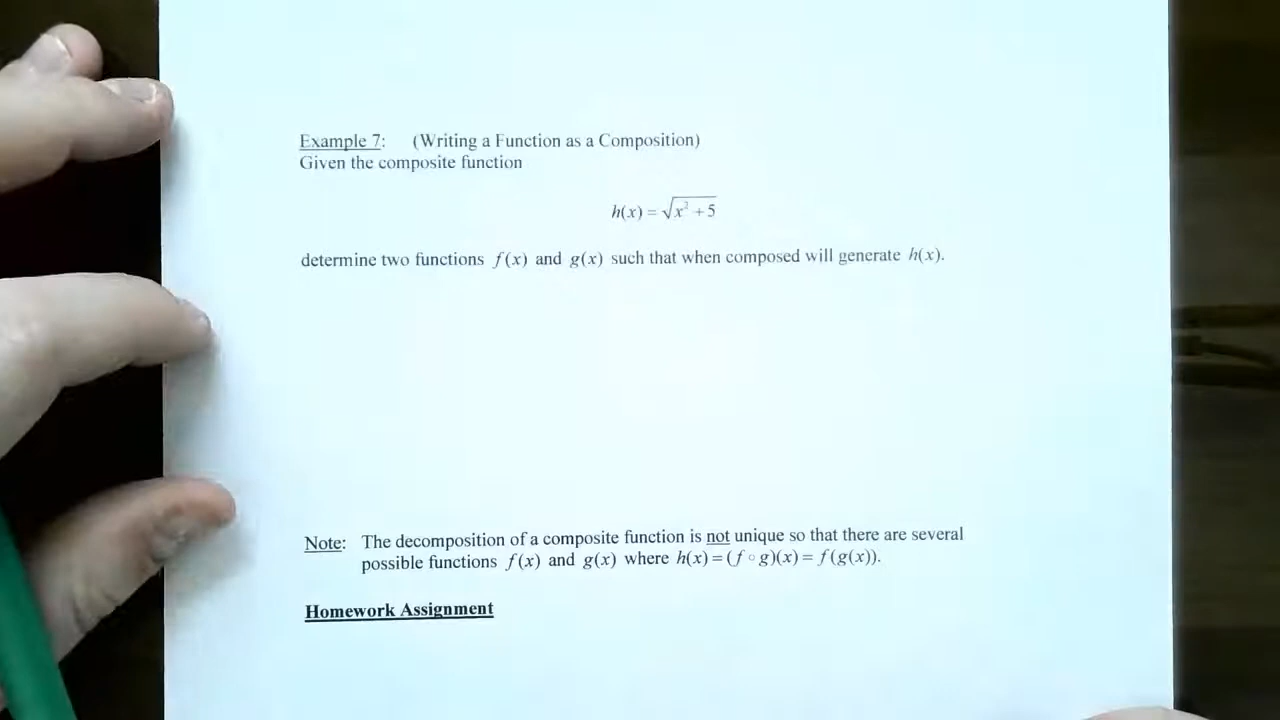 Example 7: (Writing a Function as a Composition)
Given the composite function
h(x) = √(x² + 5)
determine two functions f(x) and g(x) such that when composed will generate h(x).
Note: The decomposition of a composite function is not unique so that there are several
possible functions f(x) and g(x) where h(x) = (f ∘ g)(x) = f(g(x)).
Homework Assignment